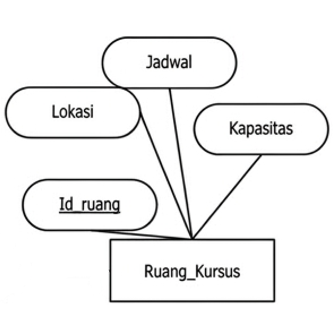 Jadwal
Lokasi
Kapasitas
Id_ruang
Ruang_Kursus